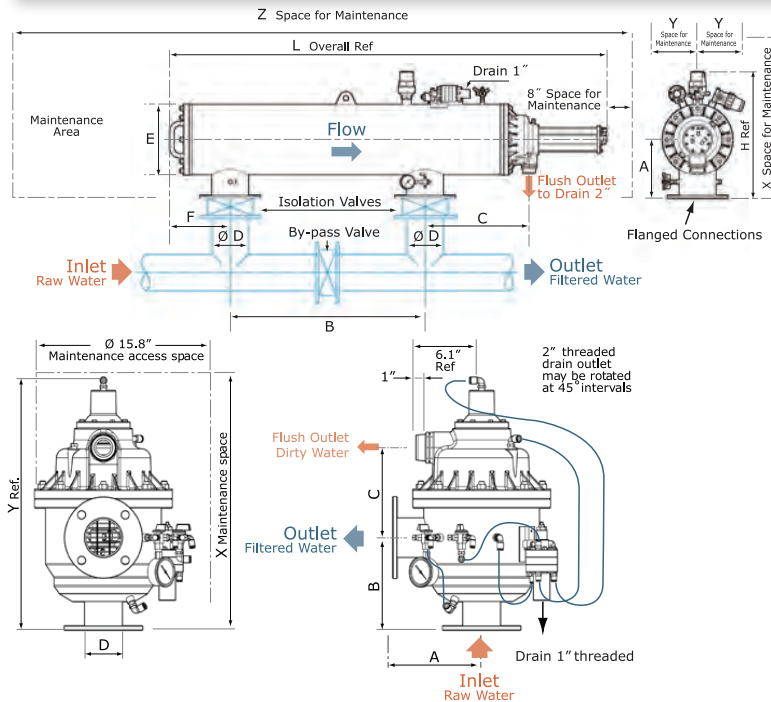 Z Space for Maintenance
L Overall Ref
Drain 1″
8″ Space for
Maintenance
Maintenance
Area
E
Flow
Flush Outlet
to Drain 2″
Isolation Valves
F
C
Ø D
By-pass Valve
Ø D
Inlet
Raw Water
Outlet
Filtered Water
B
Y
Space for
Maintenance
Y
Space for
Maintenance
A
H Ref
X Space for Maintenance
Flanged Connections
Ø 15.8″
Maintenance access space
Y Ref.
X Maintenance space
D
6.1″
Ref
1″
2″ threaded
drain outlet
may be rotated
at 45° intervals
Flush Outlet
Dirty Water
C
Outlet
Filtered Water
B
A
Drain 1″ threaded
Inlet
Raw Water